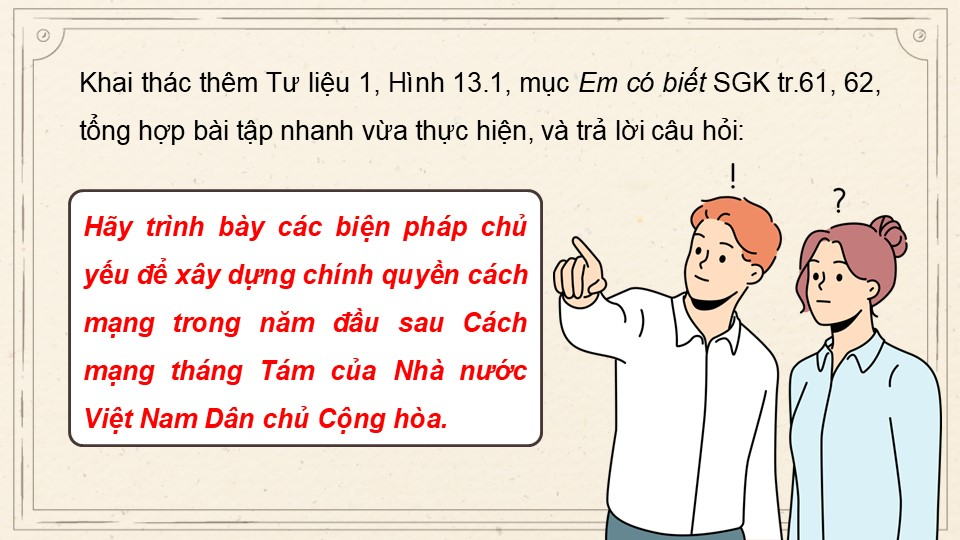 Khai thác thêm Tư liệu 1, Hình 13.1, mục Em có biết SGK tr.61, 62,
tổng hợp bài tập nhanh vừa thực hiện, và trả lời câu hỏi:
!
?
Hãy trình bày các biện pháp chủ
yếu để xây dựng chính quyền cách
mạng trong năm đầu sau Cách
mạng tháng Tám của Nhà nước
Việt Nam Dân chủ Cộng hòa.